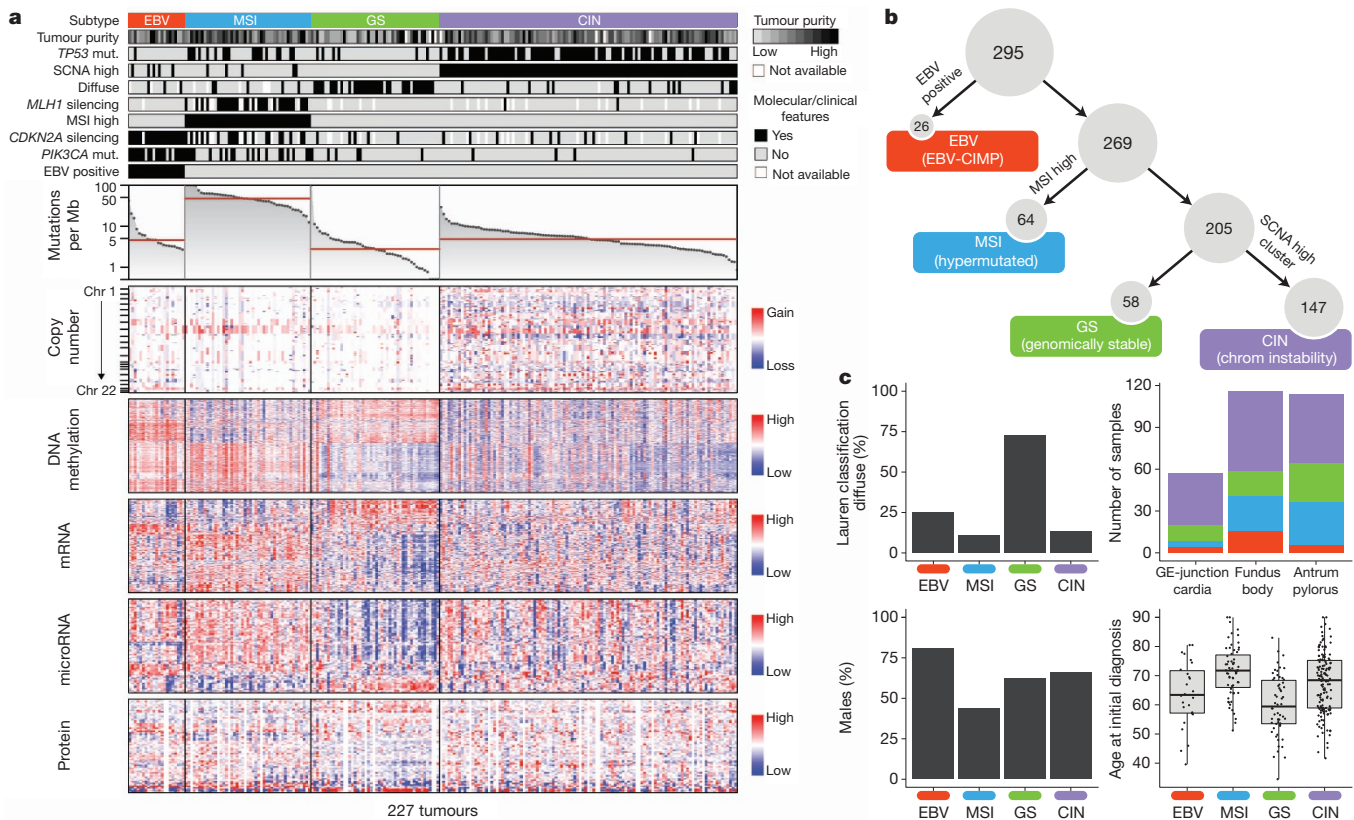 a
Subtype EBV MSI GS CIN
Tumour purity
TP53 mut.
SCNA high
Diffuse
MLH1 silencing
MSI high
CDKN2A silencing
PIK3CA mut.
EBV positive
Tumour purity
Low High
Not available
Molecular/clinical
features
Yes
No
Not available
Mutations
per Mb
100
50
10
5
1
Copy
number
Chr 1
Chr 22
Gain
Loss
DNA
methylation
High
Low
mRNA
High
Low
microRNA
High
Low
Protein
High
Low
227 tumours
b
295
EBV
positive
26
EBV
(EBV-CIMP)
269
MSI high
64
MSI
(hypermutated)
205
SCNA high
cluster
58
GS
(genomically stable)
147
CIN
(chrom instability)
c
Lauren classification
diffuse (%)
100
75
50
25
0
EBV MSI GS CIN
Number of samples
120
90
60
30
0
GE-junction
cardia
Fundus
body
Antrum
pylorus
Males (%)
100
75
50
25
0
EBV MSI GS CIN
Age at initial diagnosis
90
80
70
60
50
40
EBV MSI GS CIN